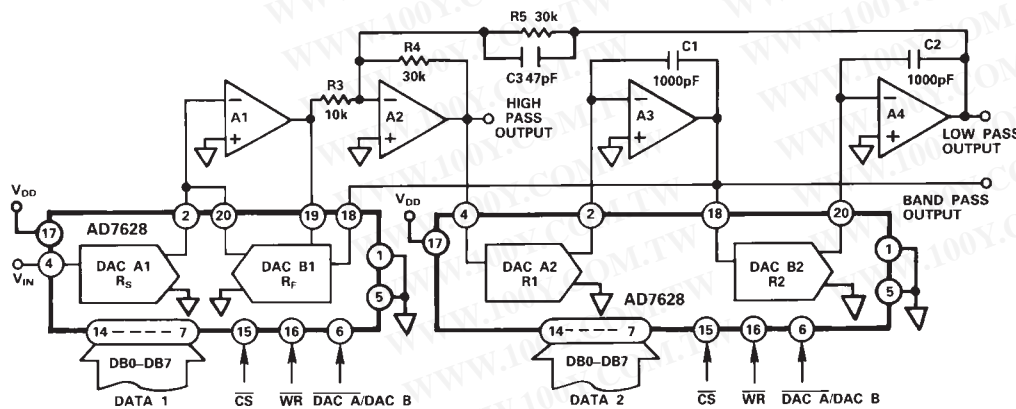 R5 30k
R4
30k
C3 47pF
C1
1000pF
C2
1000pF
R3
10k
A1
A2
A3
A4
HIGH
PASS
OUTPUT
LOW PASS
OUTPUT
BAND PASS
OUTPUT
VDD
17
AD7628
2
20
19
18
4
VIN
DAC A1
RS
DAC B1
RF
1
5
14 ----- 7
15
16
6
DB0–DB7
DATA 1
CS
WR
DAC A/DAC B
VDD
17
4
2
18
20
DAC A2
R1
DAC B2
R2
AD7628
1
5
14 ----- 7
15
16
6
DB0–DB7
DATA 2
CS
WR
DAC A/DAC B
WWW.100Y.COM.TW